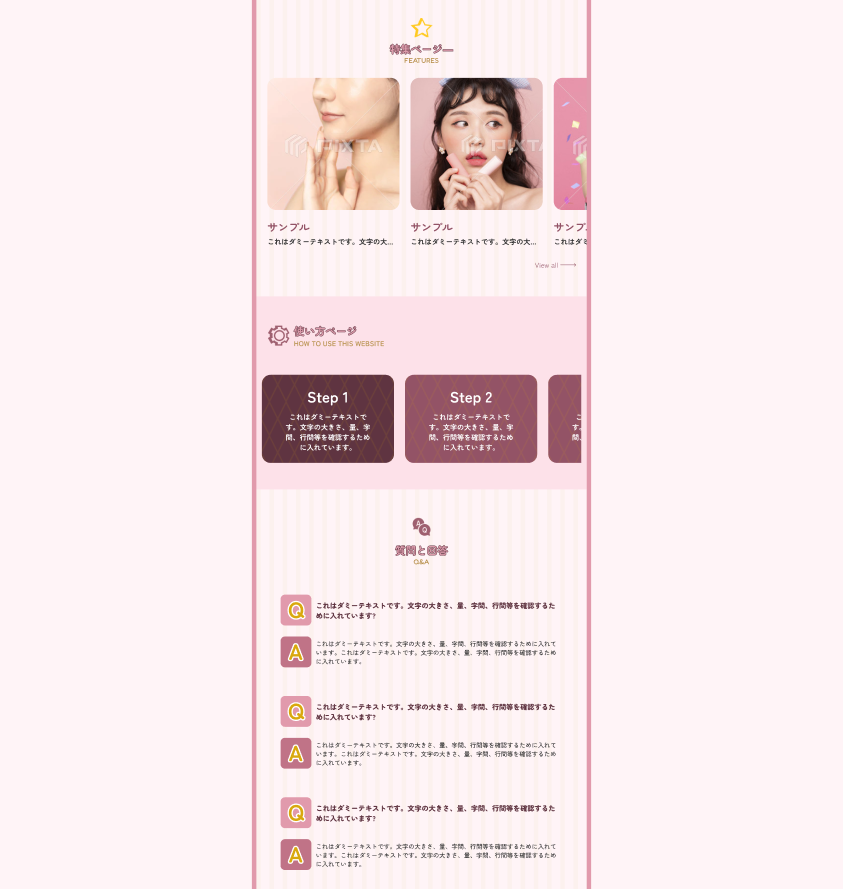 特集ページ
FEATURES
PIXTA
PIXTA
サンプル
サンプル
サンプ
これはダミーテキストです。文字の大...
これはダミーテキストです。文字の大...
これはダミ
View all
使い方ページ
HOW TO USE THIS WEBSITE
Step 1
これはダミーテキストで
す。文字の大きさ、量、字
間、行間等を確認するため
に入れています。
Step 2
これはダミーテキストで
す。文字の大きさ、量、字
間、行間等を確認するため
に入れています。
こ
す。
間、
A
Q
質問と回答
Q&A
Q
これはダミーテキストです。文字の大きさ、量、字間、行間等を確認するた
めに入れています?
A
これはダミーテキストです。文字の大きさ、量、字間、行間等を確認するために入れて
います。これはダミーテキストです。文字の大きさ、量、字間、行間等を確認するため
に入れています。
Q
これはダミーテキストです。文字の大きさ、量、字間、行間等を確認するた
めに入れています?
A
これはダミーテキストです。文字の大きさ、量、字間、行間等を確認するために入れて
います。これはダミーテキストです。文字の大きさ、量、字間、行間等を確認するため
に入れています。
Q
これはダミーテキストです。文字の大きさ、量、字間、行間等を確認するた
めに入れています?
A
これはダミーテキストです。文字の大きさ、量、字間、行間等を確認するために入れて
います。これはダミーテキストです。文字の大きさ、量、字間、行間等を確認するため
に入れています。